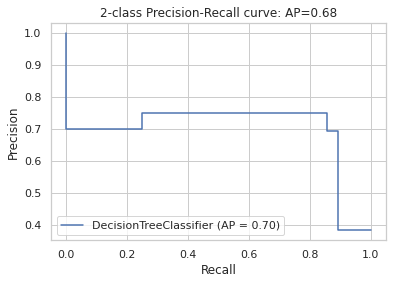 2-class Precision-Recall curve: AP=0.68
1.0
0.9
0.8
0.7
0.6
0.5
0.4
Precision
DecisionTreeClassifier (AP = 0.70)
0.0 0.2 0.4 0.6 0.8 1.0
Recall